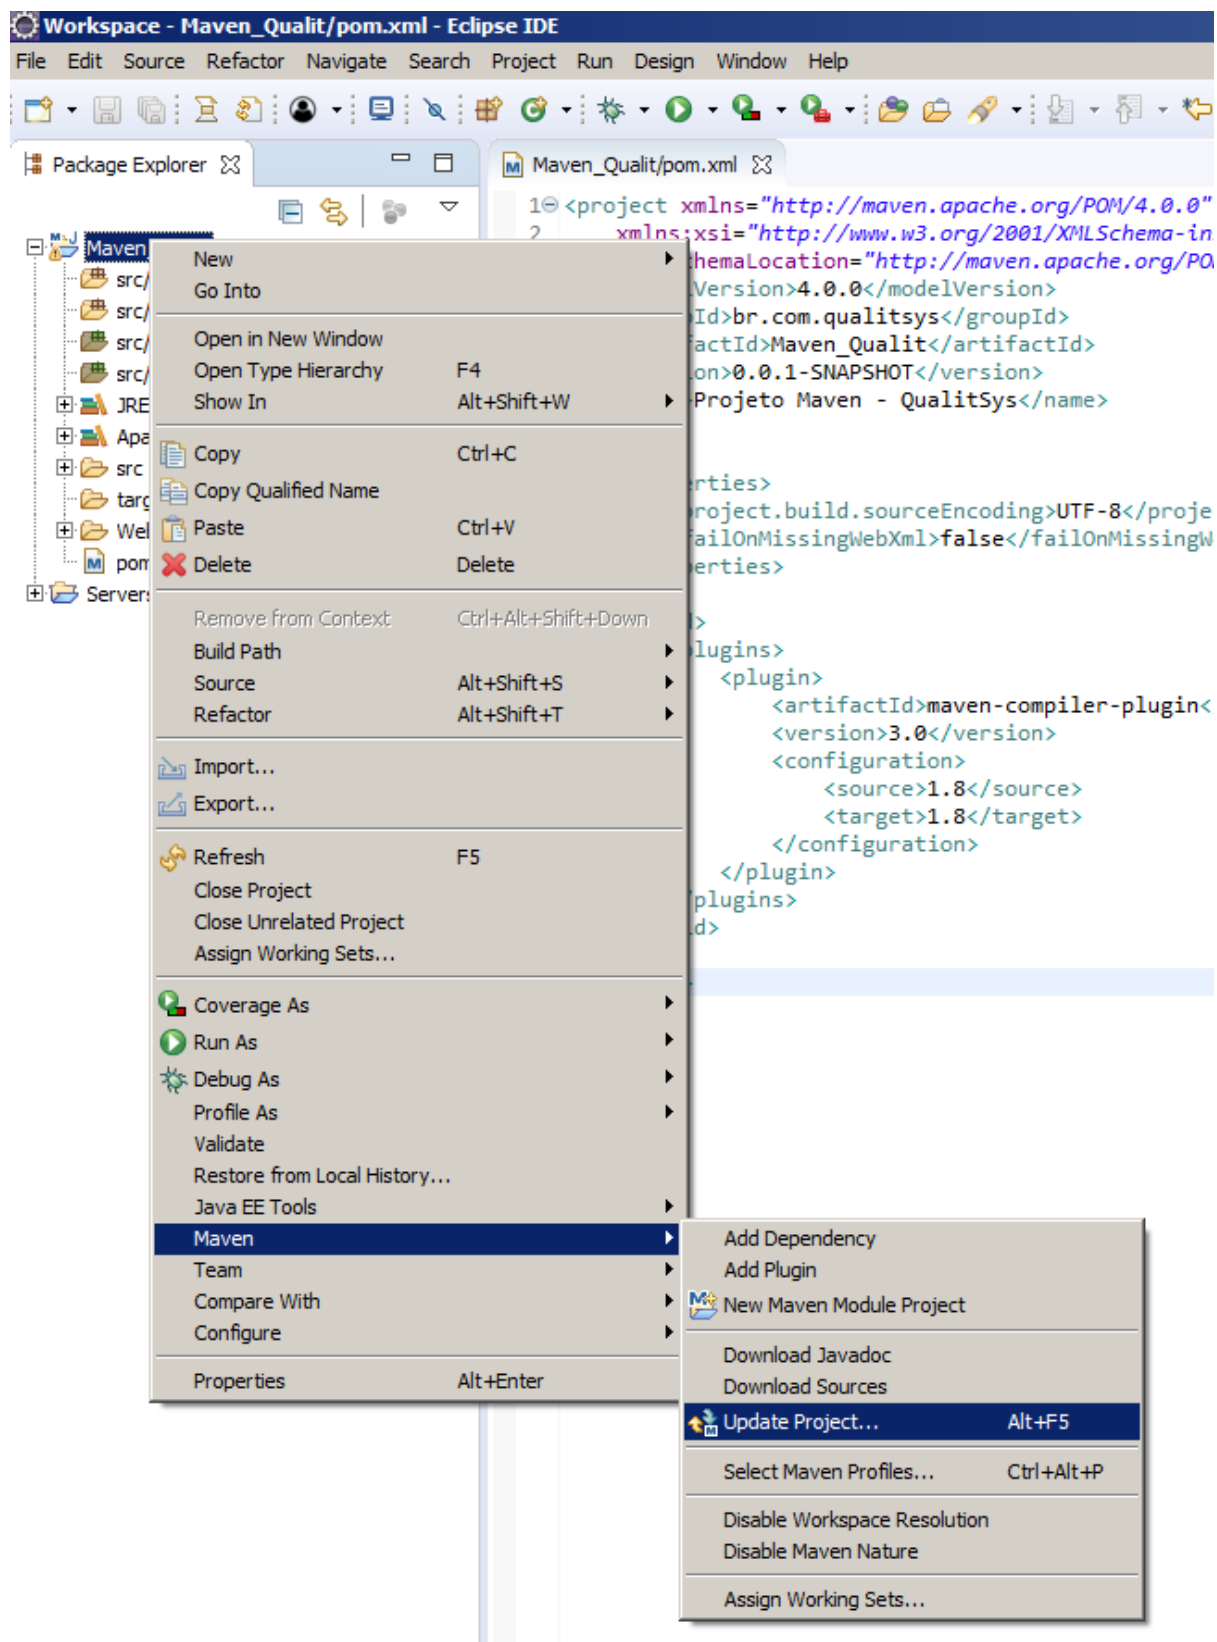 Workspace - Maven_Qualit/pom.xml - Eclipse IDE
File Edit Source Refactor Navigate Search Project Run Design Window Help
Package Explorer
Maven_Qualit/pom.xml
1 <project xmlns="http://maven.apache.org/POM/4.0.0"
2 xmlns:xsi="http://www.w3.org/2001/XMLSchema-in
hemaLocation="http://maven.apache.org/PO
Version>4.0.0</modelVersion>
Id>br.com.qualitsys</groupId>
actId>Maven_Qualit</artifactId>
on>0.0.1-SNAPSHOT</version>
Projeto Maven - QualitSys</name>
rties>
roject.build.sourceEncoding>UTF-8</proje
ailOnMissingWebXml>false</failOnMissingW
erties>
>
lugins>
<plugin>
<artifactId>maven-compiler-plugin<
<version>3.0</version>
<configuration>
<source>1.8</source>
<target>1.8</target>
</configuration>
</plugin>
plugins>
d>
Maven
src/
src/
src/
src/
JRE
Apa
src
targ
Wel
pom
Servers
New
Go Into
Open in New Window
Open Type Hierarchy F4
Show In Alt+Shift+W
Copy Ctrl+C
Copy Qualified Name
Paste Ctrl+V
Delete Delete
Remove from Context Ctrl+Alt+Shift+Down
Build Path
Source Alt+Shift+S
Refactor Alt+Shift+T
Import...
Export...
Refresh F5
Close Project
Close Unrelated Project
Assign Working Sets...
Coverage As
Run As
Debug As
Profile As
Validate
Restore from Local History...
Java EE Tools
Maven
Team
Compare With
Configure
Properties Alt+Enter
Add Dependency
Add Plugin
New Maven Module Project
Download Javadoc
Download Sources
Update Project... Alt+F5
Select Maven Profiles... Ctrl+Alt+P
Disable Workspace Resolution
Disable Maven Nature
Assign Working Sets...